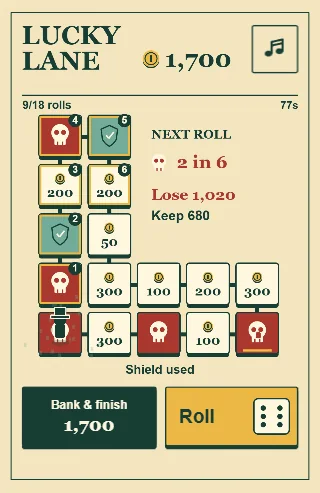 LUCKY
LANE
1,700
9/18 rolls
77s
4
5
NEXT ROLL
2 in 6
3
200
6
200
Lose 1,020
Keep 680
2
50
1
300
100
200
300
300
100
Shield used
Bank & finish
1,700
Roll